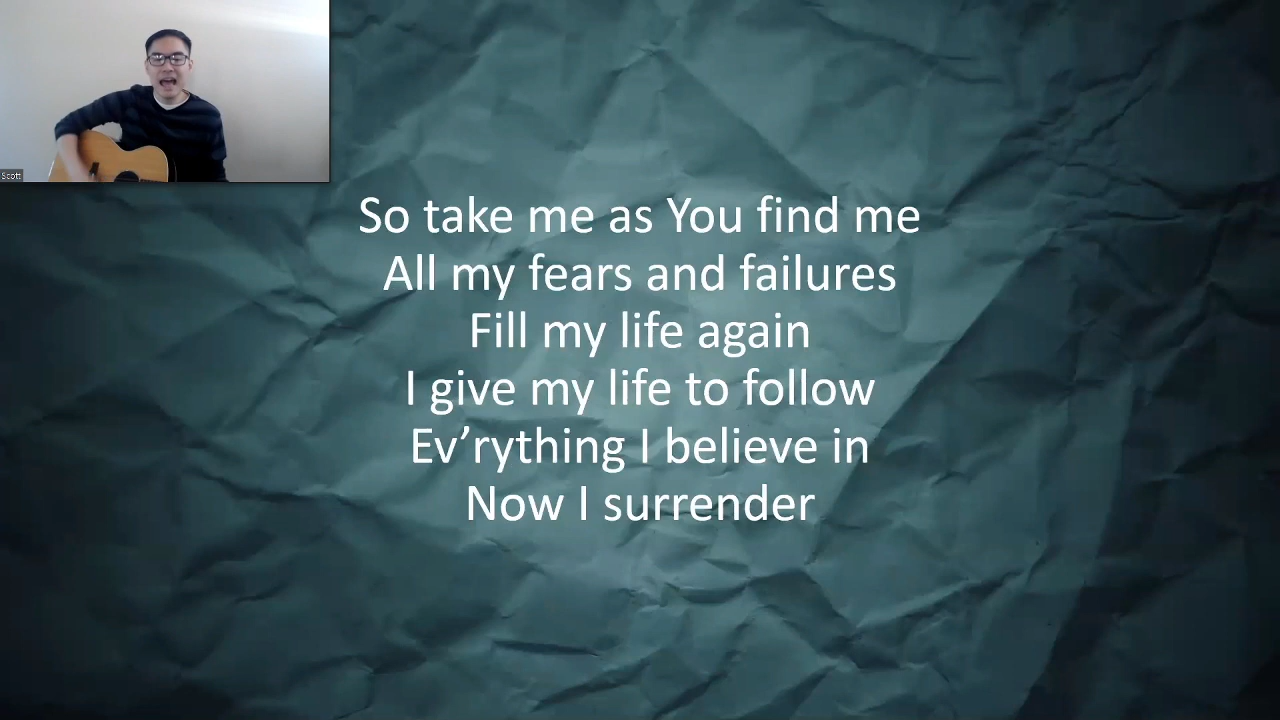 Scott
So take me as You find me
All my fears and failures
Fill my life again
I give my life to follow
Ev’rything I believe in
Now I surrender